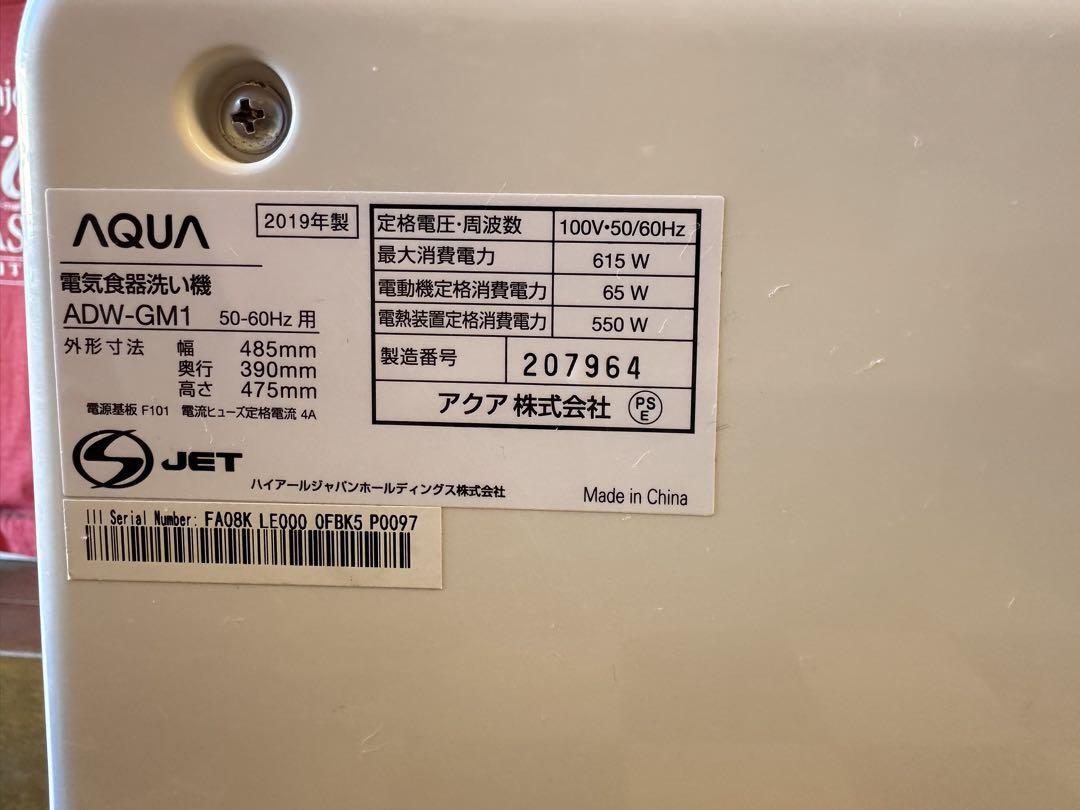 AQUA
2019年製
電気食器洗い機
ADW-GM1 50-60Hz 用
外形寸法 幅 485mm
奥行 390mm
高さ 475mm
電源基板 F101 電流ヒューズ定格電流 4A
JET
定格電圧・周波数 100V・50/60Hz
最大消費電力 615 W
電動機定格消費電力 65 W
電熱装置定格消費電力 550 W
製造番号 207964
アクア 株式会社 PS E
ハイアールジャパンホールディングス株式会社
Made in China
Serial Number: FA08K LE000 0FBK5 P0097